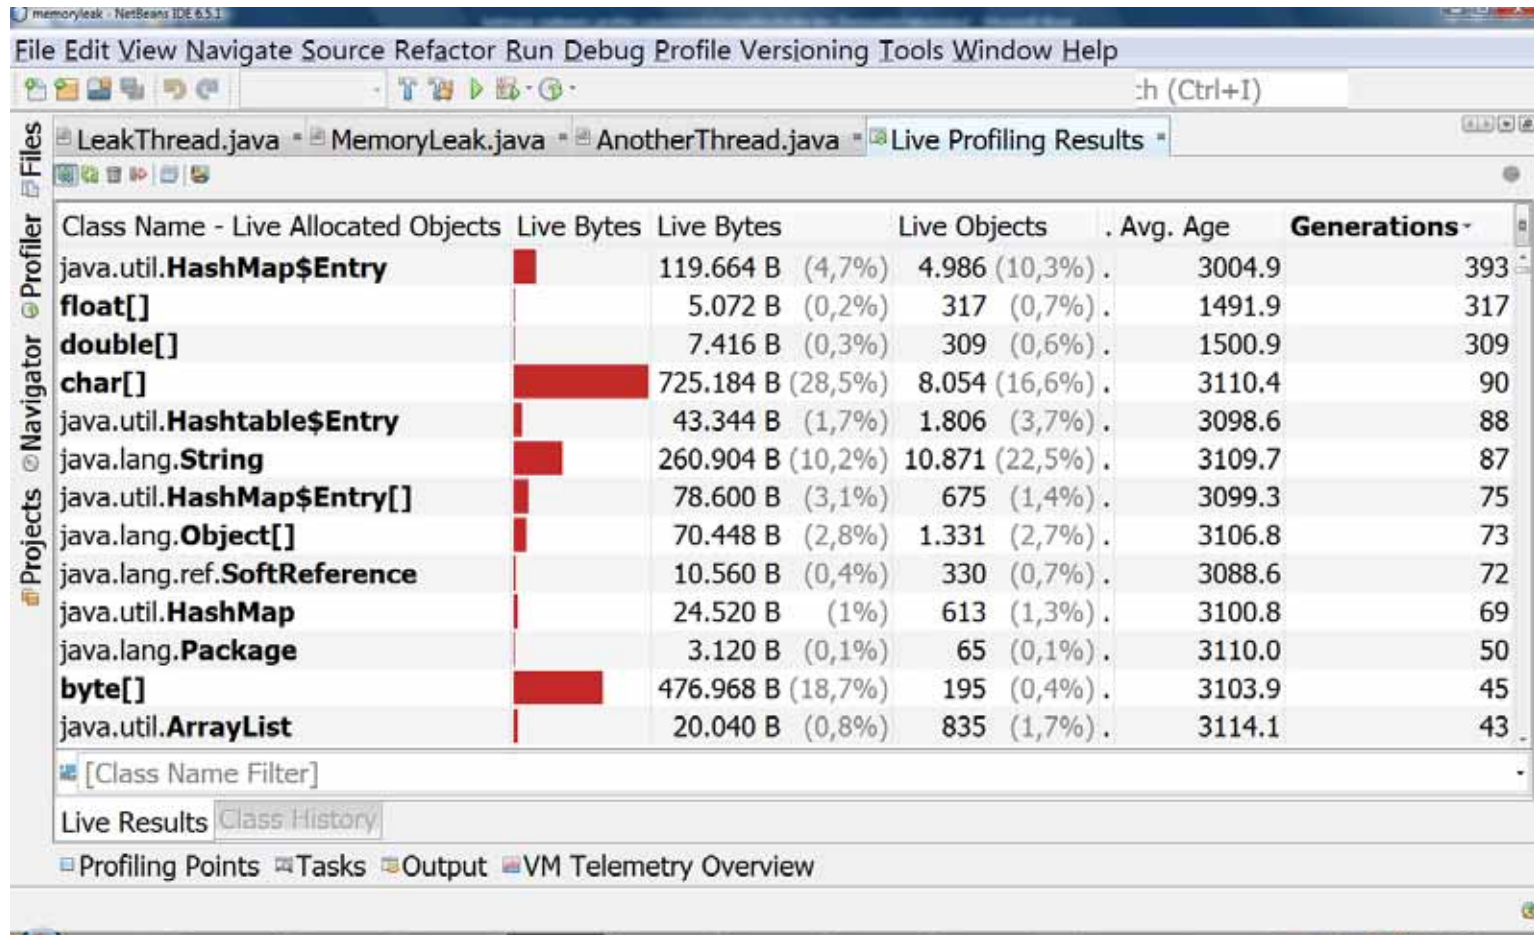 memoryleak - NetBeans IDE 6.5.1
File Edit View Navigate Source Refactor Run Debug Profile Versioning Tools Window Help
:h (Ctrl+I)
LeakThread.java MemoryLeak.java AnotherThread.java Live Profiling Results
Files
Profiler
Navigator
Projects
Class Name - Live Allocated Objects Live Bytes Live Bytes Live Objects . Avg. Age Generations
java.util.HashMap$Entry 119.664 B (4,7%) 4.986 (10,3%) . 3004.9 393
float[] 5.072 B (0,2%) 317 (0,7%) . 1491.9 317
double[] 7.416 B (0,3%) 309 (0,6%) . 1500.9 309
char[] 725.184 B (28,5%) 8.054 (16,6%) . 3110.4 90
java.util.Hashtable$Entry 43.344 B (1,7%) 1.806 (3,7%) . 3098.6 88
java.lang.String 260.904 B (10,2%) 10.871 (22,5%) . 3109.7 87
java.util.HashMap$Entry[] 78.600 B (3,1%) 675 (1,4%) . 3099.3 75
java.lang.Object[] 70.448 B (2,8%) 1.331 (2,7%) . 3106.8 73
java.lang.ref.SoftReference 10.560 B (0,4%) 330 (0,7%) . 3088.6 72
java.util.HashMap 24.520 B (1%) 613 (1,3%) . 3100.8 69
java.lang.Package 3.120 B (0,1%) 65 (0,1%) . 3110.0 50
byte[] 476.968 B (18,7%) 195 (0,4%) . 3103.9 45
java.util.ArrayList 20.040 B (0,8%) 835 (1,7%) . 3114.1 43
[Class Name Filter]
Live Results Class History
Profiling Points Tasks Output VM Telemetry Overview